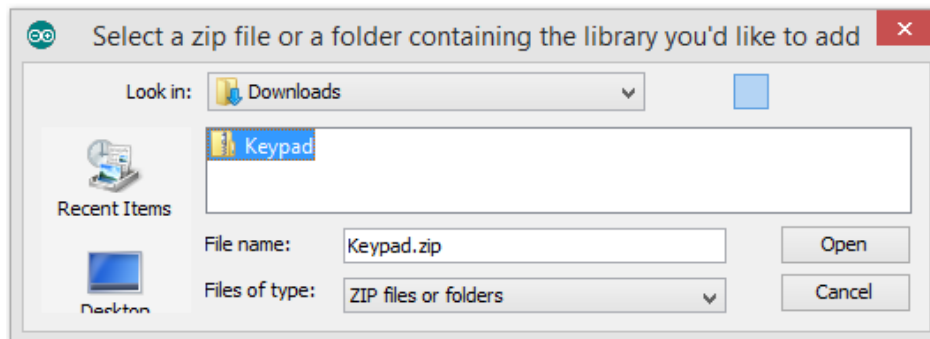 Select a zip file or a folder containing the library you'd like to add
Look in: Downloads
Keypad
Recent Items
Desktop
File name: Keypad.zip
Open
Files of type: ZIP files or folders
Cancel